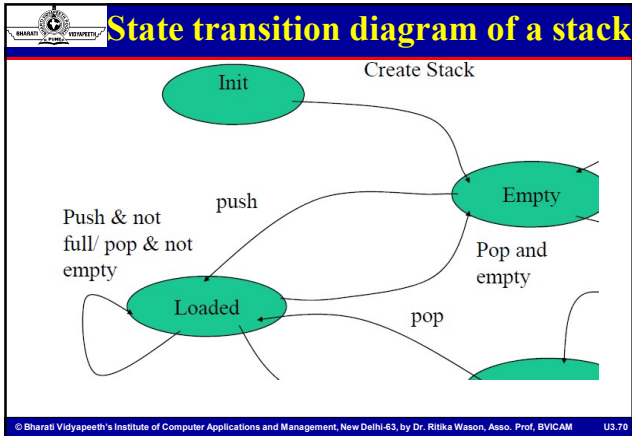 BHARATI VIDYAPEETH
PUNE
State transition diagram of a stack
Init
Create Stack
Empty
push
Push & not
full/ pop & not
empty
Pop and
empty
Loaded
pop
© Bharati Vidyapeeth's Institute of Computer Applications and Management, New Delhi-63, by Dr. Ritika Wason, Asso. Prof, BVICAM U3.70